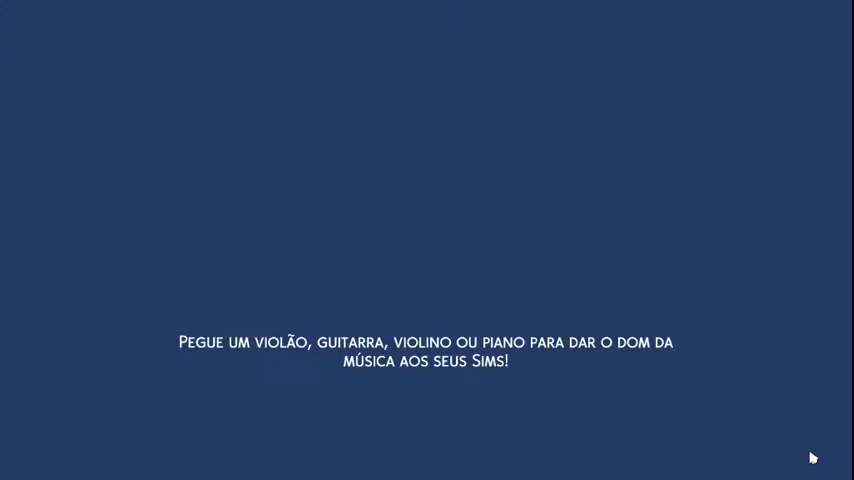 Pegue um violão, guitarra, violino ou piano para dar o dom da
música aos seus Sims!